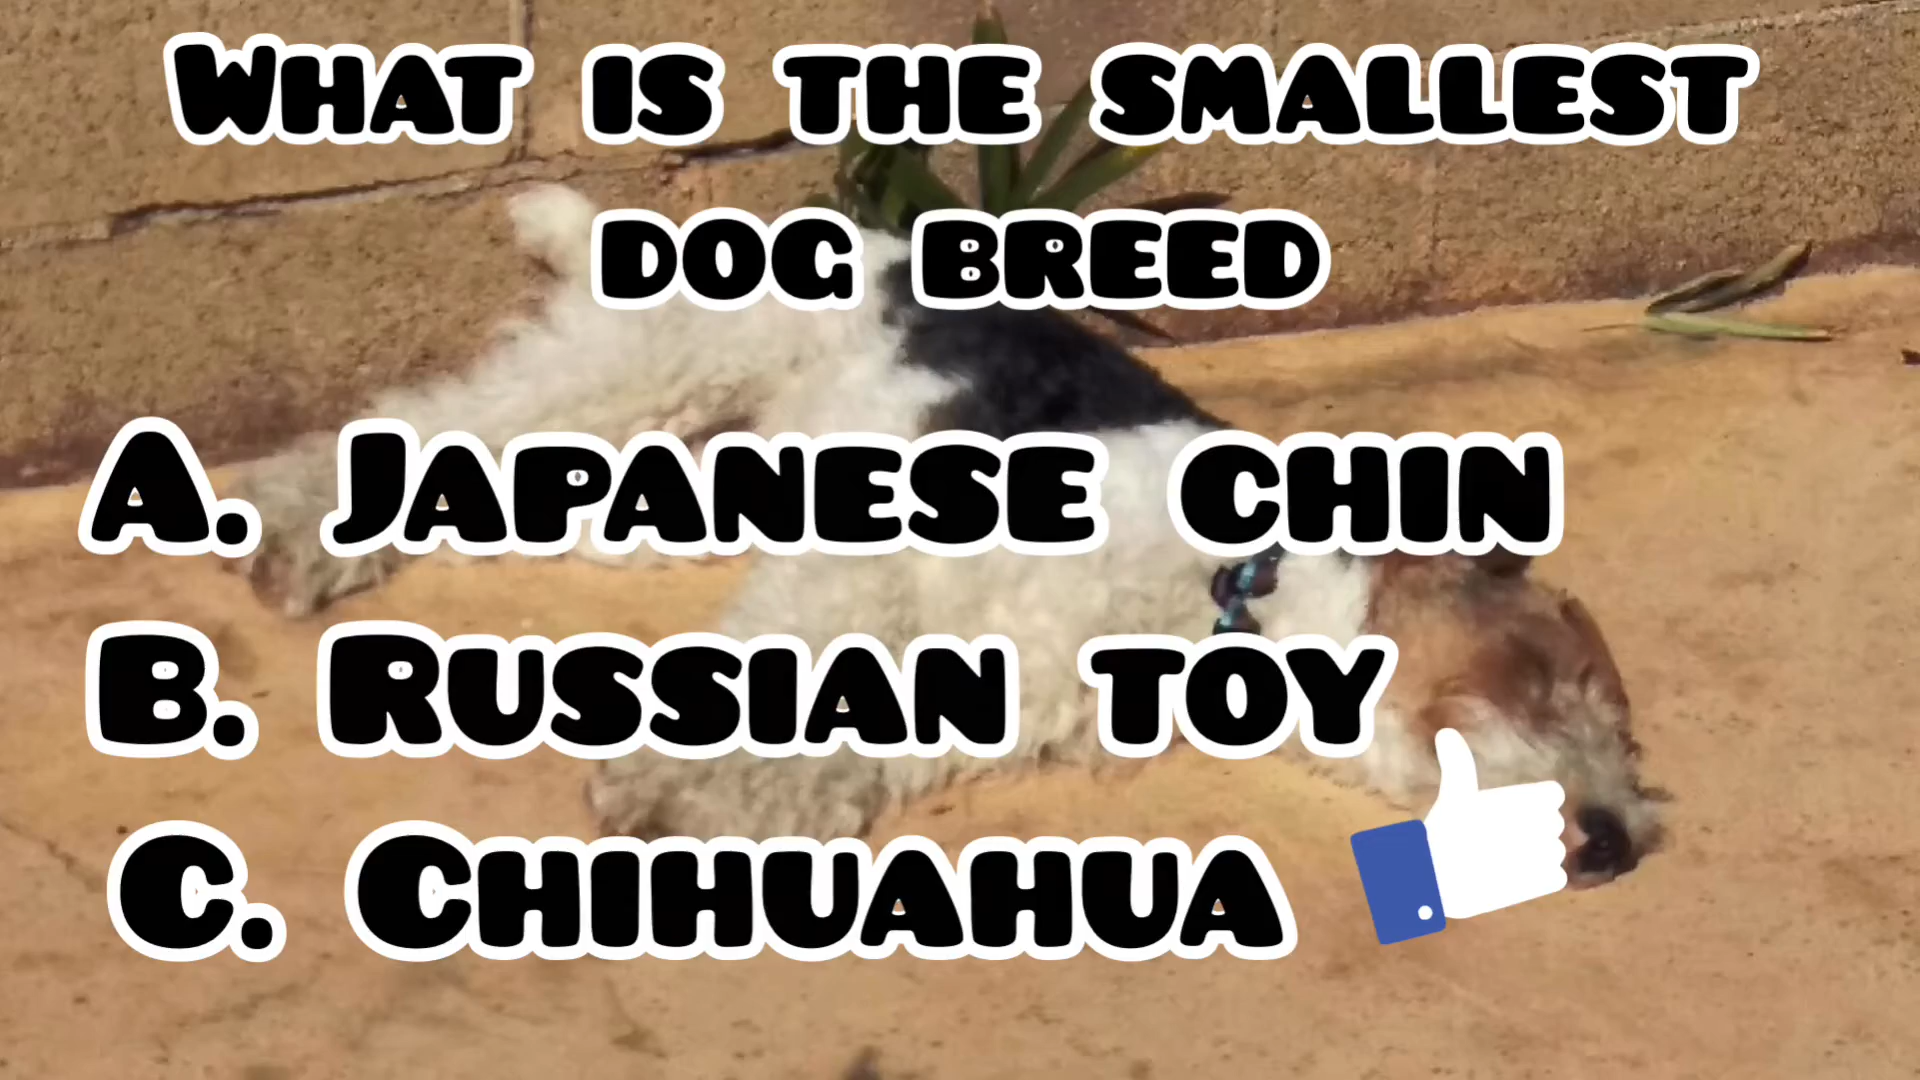 What is the smallest
dog breed
A. Japanese chin
B. Russian toy
C. Chihuahua